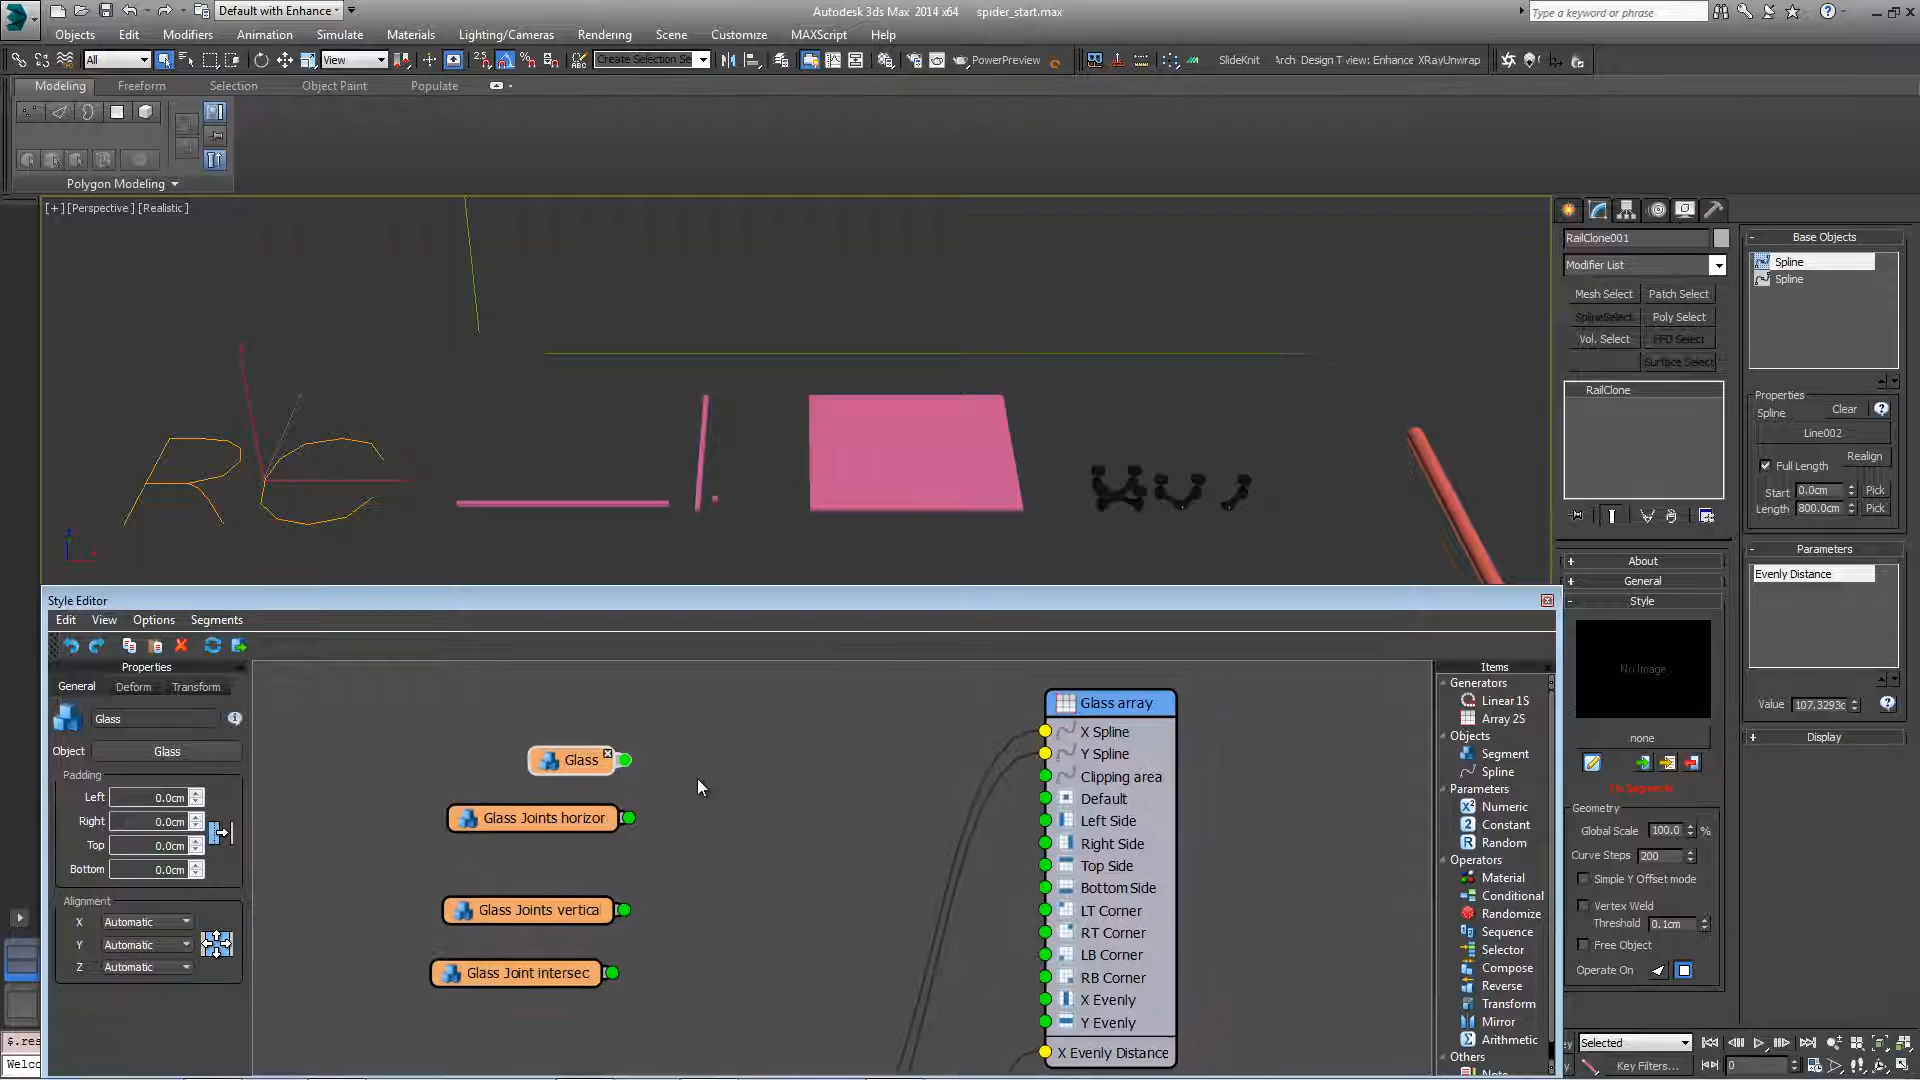 Default with Enhance
Autodesk 3ds Max 2014 x64 spider_start.max
Type a keyword or phrase
Objects Edit Modifiers Animation Simulate Materials Lighting/Cameras Rendering Scene Customize MAXScript Help
All View Create Selection Se PowerPreview SlideKnit Arch Design T view: Enhance XRayUnwrap
Modeling Freeform Selection Object Paint Populate
Polygon Modeling
[+] [Perspective] [Realistic]
RailClone001
Modifier List
Mesh Select Patch Select
SplineSelect Poly Select
Vol. Select FFD Select
Surface Select
RailClone
+ About
+ General
- Style
No Image
none
No Segments
Geometry
Global Scale 100.0 %
Curve Steps 200
Simple Y Offset mode
Vertex Weld
Threshold 0.1cm
Free Object
Operate On
- Base Objects
Spline
Spline
Properties
Spline Clear
Line002
Full Length Realign
Start 0.0cm Pick
Length 800.0cm Pick
- Parameters
Evenly Distance
Value 107.3293c
+ Display
Style Editor
Edit View Options Segments
Properties
General Deform Transform
Glass
Object Glass
Padding
Left 0.0cm
Right 0.0cm
Top 0.0cm
Bottom 0.0cm
Alignment
X Automatic
Y Automatic
Z Automatic
Glass
Glass Joints horizor
Glass Joints vertica
Glass Joint intersec
Glass array
X Spline
Y Spline
Clipping area
Default
Left Side
Right Side
Top Side
Bottom Side
LT Corner
RT Corner
LB Corner
RB Corner
X Evenly
Y Evenly
X Evenly Distance
Items
Generators
Linear 1S
Array 2S
Objects
Segment
Spline
Parameters
Numeric
Constant
Random
Operators
Material
Conditional
Randomize
Sequence
Selector
Compose
Reverse
Transform
Mirror
Arithmetic
Others
Note
$.res
Welco
Selected
Key Filters... 0